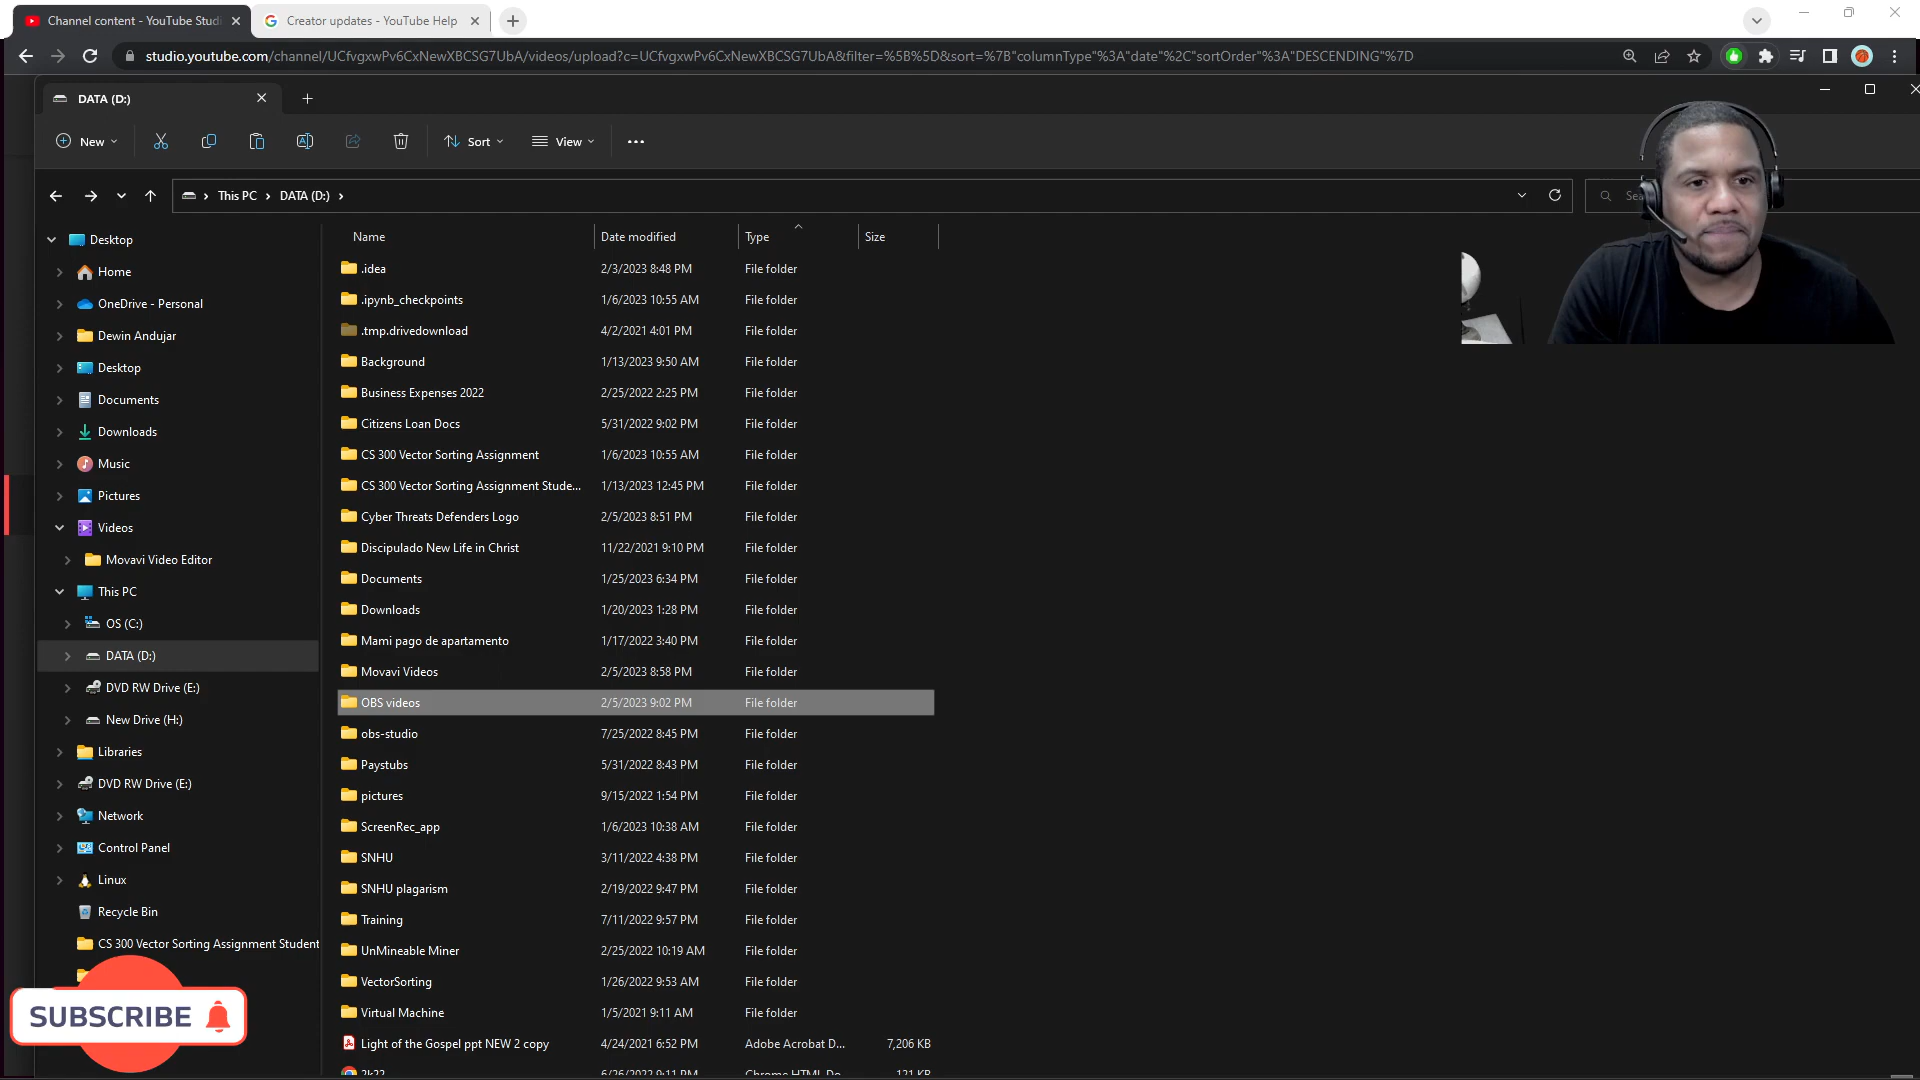 Channel content - YouTube Studi
Creator updates - YouTube Help
studio.youtube.com/channel/UCfvgxwPv6CxNewXBCSG7UbA/videos/upload?c=UCfvgxwPv6CxNewXBCSG7UbA&filter=%5B%5D&sort=%7B"columnType"%3A"date"%2C"sortOrder"%3A"DESCENDING"%7D
DATA (D:)
New
Sort
View
This PC > DATA (D:) >
Sea
Name Date modified Type Size
Desktop
Home
OneDrive - Personal
Dewin Andujar
Desktop
Documents
Downloads
Music
Pictures
Videos
Movavi Video Editor
This PC
OS (C:)
DATA (D:)
DVD RW Drive (E:)
New Drive (H:)
Libraries
DVD RW Drive (E:)
Network
Control Panel
Linux
Recycle Bin
CS 300 Vector Sorting Assignment Student
.idea 2/3/2023 8:48 PM File folder
.ipynb_checkpoints 1/6/2023 10:55 AM File folder
.tmp.drivedownload 4/2/2021 4:01 PM File folder
Background 1/13/2023 9:50 AM File folder
Business Expenses 2022 2/25/2022 2:25 PM File folder
Citizens Loan Docs 5/31/2022 9:02 PM File folder
CS 300 Vector Sorting Assignment 1/6/2023 10:55 AM File folder
CS 300 Vector Sorting Assignment Stude... 1/13/2023 12:45 PM File folder
Cyber Threats Defenders Logo 2/5/2023 8:51 PM File folder
Discipulado New Life in Christ 11/22/2021 9:10 PM File folder
Documents 1/25/2023 6:34 PM File folder
Downloads 1/20/2023 1:28 PM File folder
Mami pago de apartamento 1/17/2022 3:40 PM File folder
Movavi Videos 2/5/2023 8:58 PM File folder
OBS videos 2/5/2023 9:02 PM File folder
obs-studio 7/25/2022 8:45 PM File folder
Paystubs 5/31/2022 8:43 PM File folder
pictures 9/15/2022 1:54 PM File folder
ScreenRec_app 1/6/2023 10:38 AM File folder
SNHU 3/11/2022 4:38 PM File folder
SNHU plagarism 2/19/2022 9:47 PM File folder
Training 7/11/2022 9:57 PM File folder
UnMineable Miner 2/25/2022 10:19 AM File folder
VectorSorting 1/26/2022 9:53 AM File folder
Virtual Machine 1/5/2021 9:11 AM File folder
Light of the Gospel ppt NEW 2 copy 4/24/2021 6:52 PM Adobe Acrobat D... 7,206 KB
2k22 6/26/2022 9:11 PM Chrome HTML Do... 121 KB
SUBSCRIBE